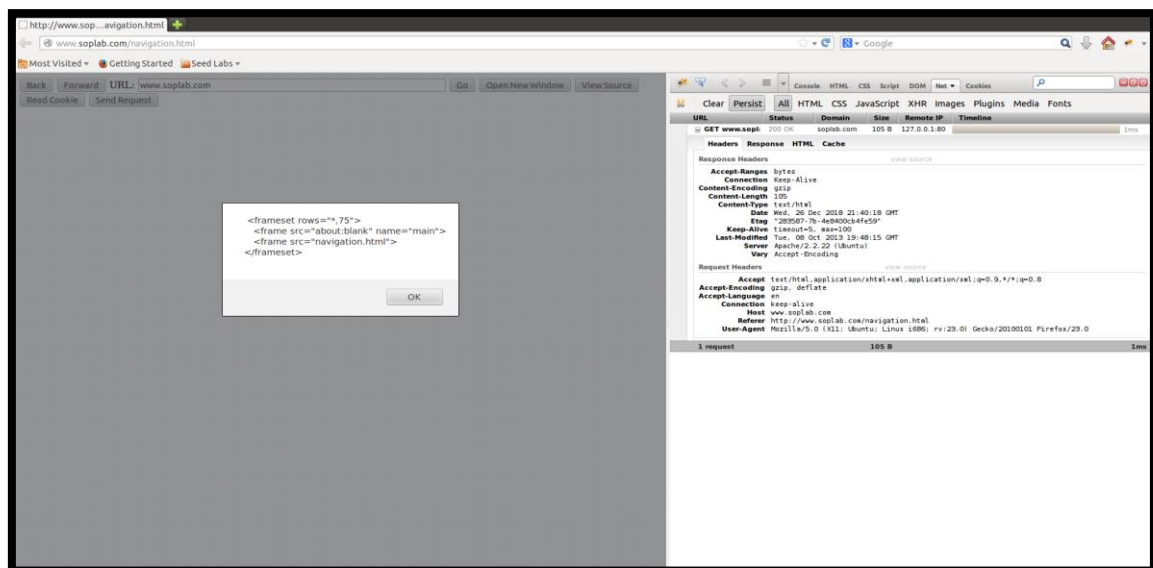 http://www.sop...avigation.html
www.soplab.com/navigation.html
Google
Most Visited Getting Started Seed Labs
Back Forward URL: www.soplab.com Go Open New Window View Source
Read Cookie Send Request
<frameset rows="*,75">
<frame src="about:blank" name="main">
<frame src="navigation.html">
</frameset>
OK
Console HTML CSS Script DOM Net Cookies
Clear Persist All HTML CSS JavaScript XHR Images Plugins Media Fonts
URL Status Domain Size Remote IP Timeline
GET www.sopl 200 OK soplab.com 105 B 127.0.0.1:80 1ms
Headers Response HTML Cache
Response Headers view source
Accept-Ranges bytes
Connection Keep-Alive
Content-Encoding gzip
Content-Length 105
Content-Type text/html
Date Wed, 26 Dec 2018 21:40:18 GMT
Etag "289587-7b-4e8400cb4fe59"
Keep-Alive timeout=5, max=100
Last-Modified Tue, 08 Oct 2013 19:48:15 GMT
Server Apache/2.2.22 (Ubuntu)
Vary Accept-Encoding
Request Headers view source
Accept text/html,application/xhtml+xml,application/xml;q=0.9,*/*;q=0.8
Accept-Encoding gzip, deflate
Accept-Language en
Connection keep-alive
Host www.soplab.com
Referer http://www.soplab.com/navigation.html
User-Agent Mozilla/5.0 (X11; Ubuntu; Linux i686; rv:23.0) Gecko/20100101 Firefox/23.0
1 request 105 B 1ms